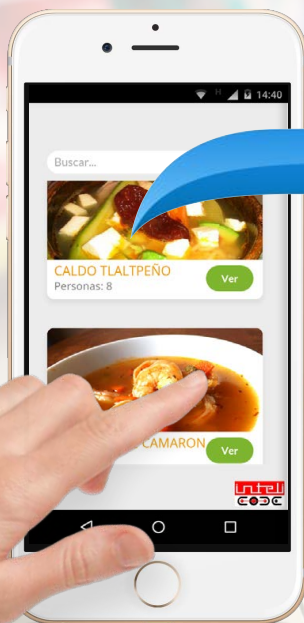 H 14:40
Buscar...
CALDO TLALTPEÑO
Personas: 8
Ver
CAMARON
Ver
Inteli
CODE